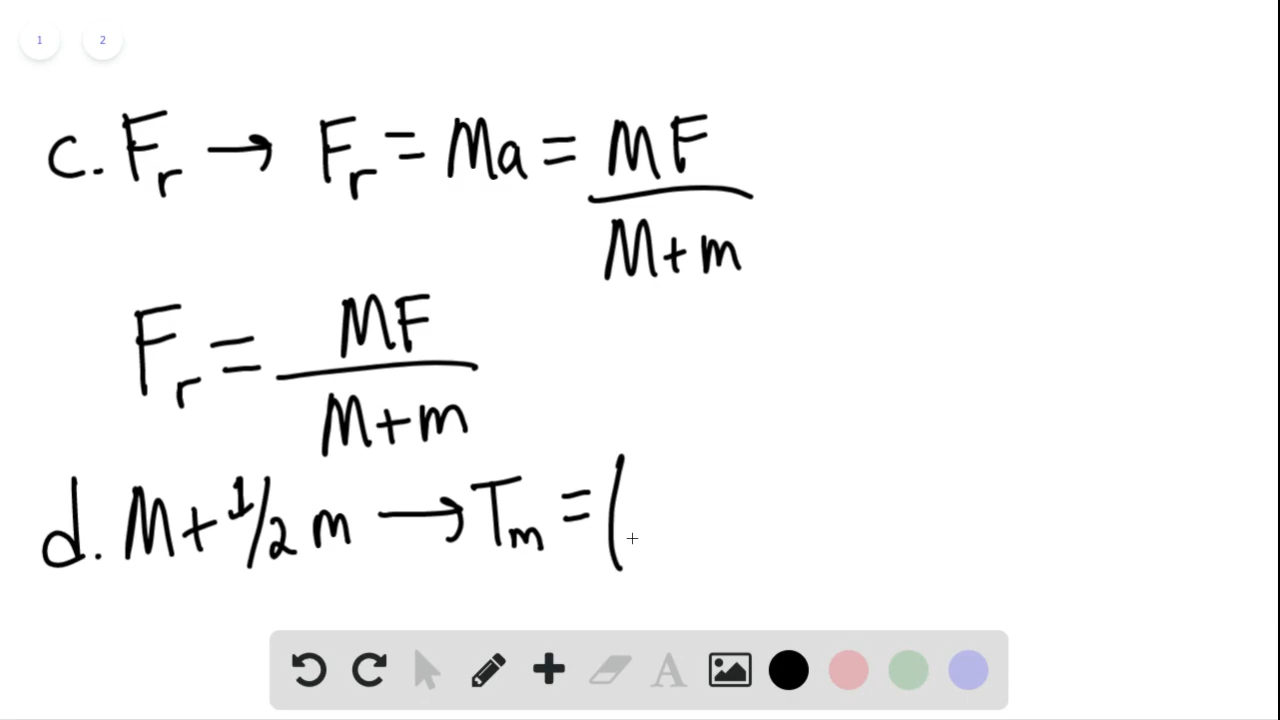 1 2
c. Fᵣ → Fᵣ = Ma = MF / M+m
Fᵣ = MF / M+m
d. M + 1/2 m → Tₘ = (
A